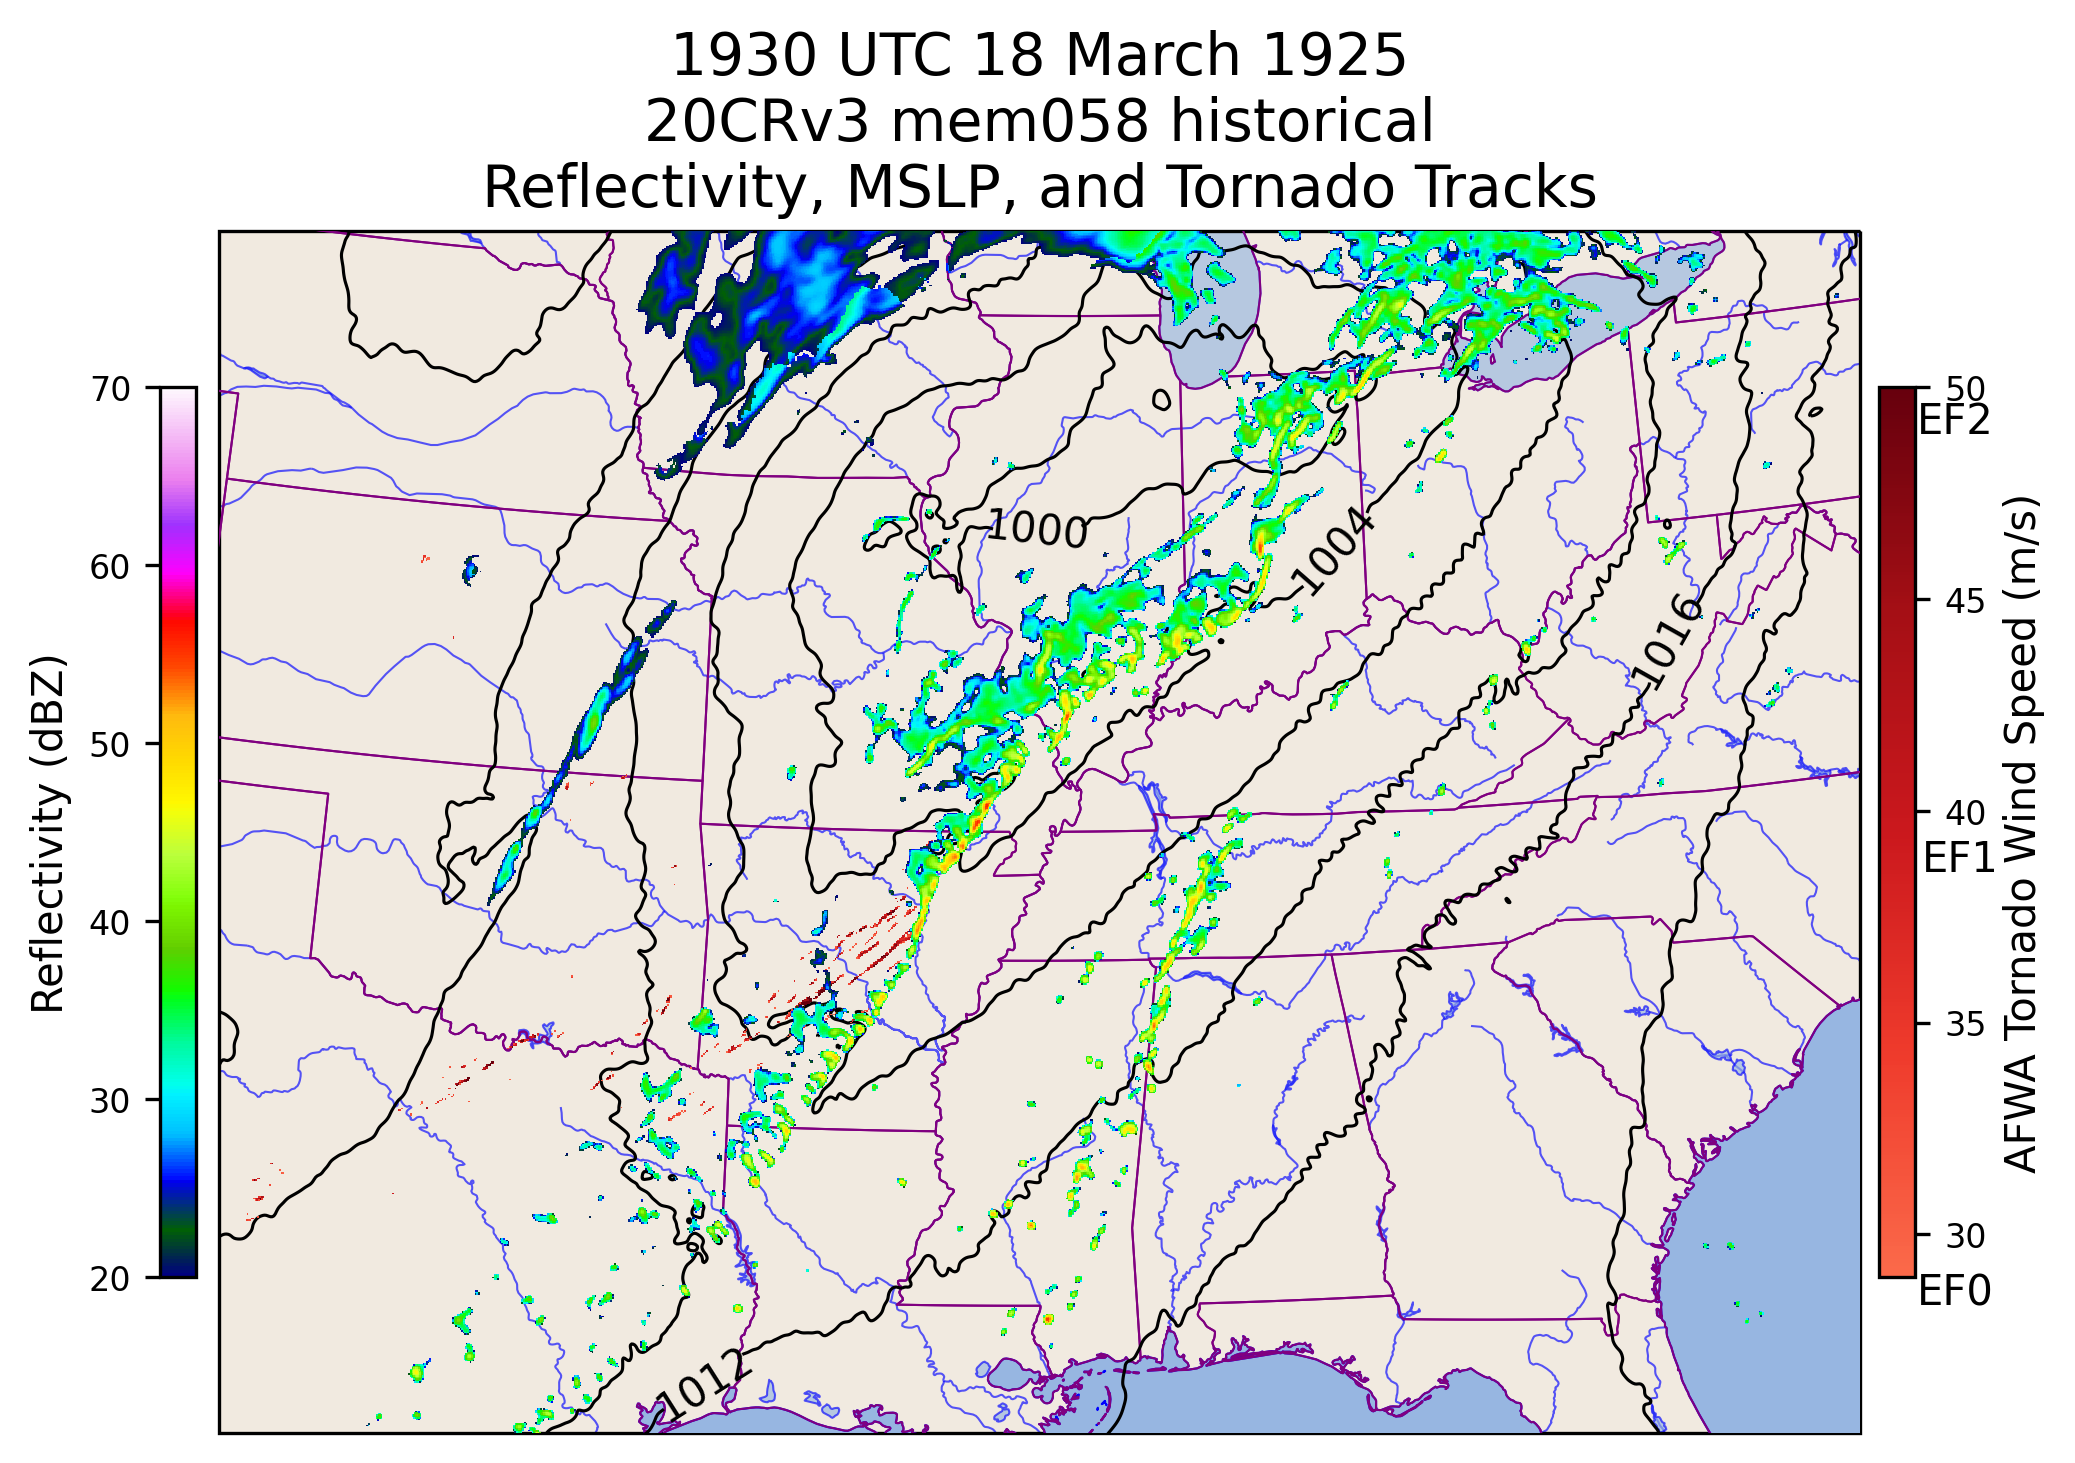 1930 UTC 18 March 1925
20CRv3 mem058 historical
Reflectivity, MSLP, and Tornado Tracks
70
60
50
40
30
20
Reflectivity (dBZ)
1000
1004
1016
1012
50
EF2
45
40
EF1
35
30
EF0
AFWA Tornado Wind Speed (m/s)